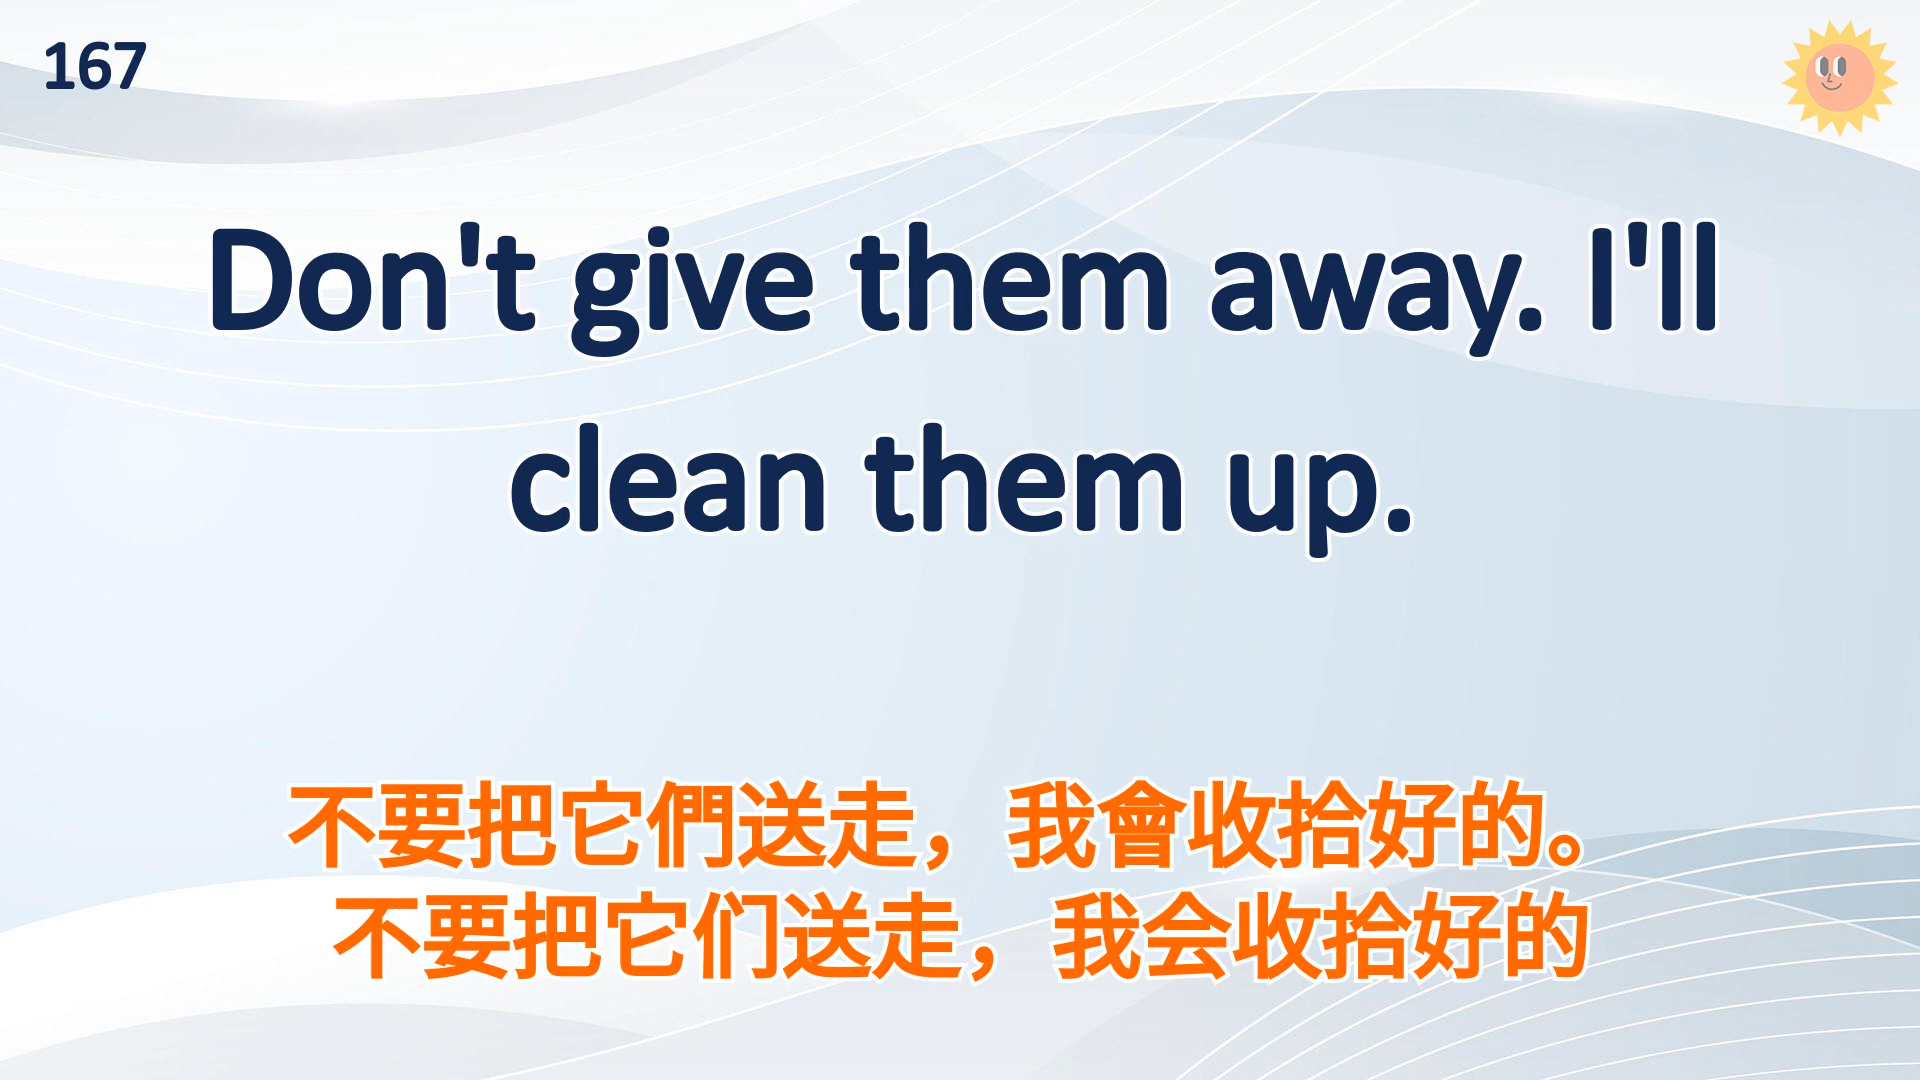 167
Don't give them away. I'll
clean them up.
不要把它們送走，我會收拾好的。
不要把它们送走，我会收拾好的